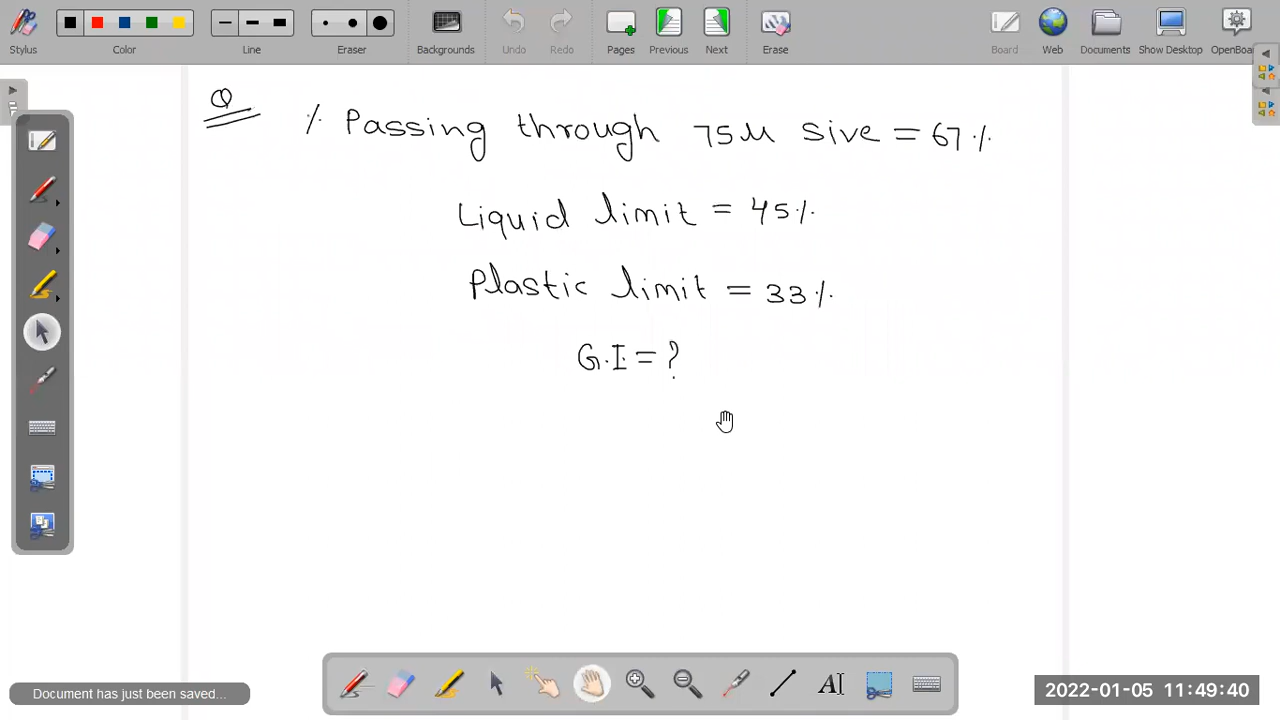 Stylus
Color
Line
Eraser
Backgrounds
Undo
Redo
Pages
Previous
Next
Erase
Board
Web
Documents
Show Desktop
OpenBoa
Q
% Passing through 75μ sive = 67%
Liquid limit = 45%
Plastic limit = 33%
G.I = ?
Document has just been saved...
2022-01-05 11:49:40